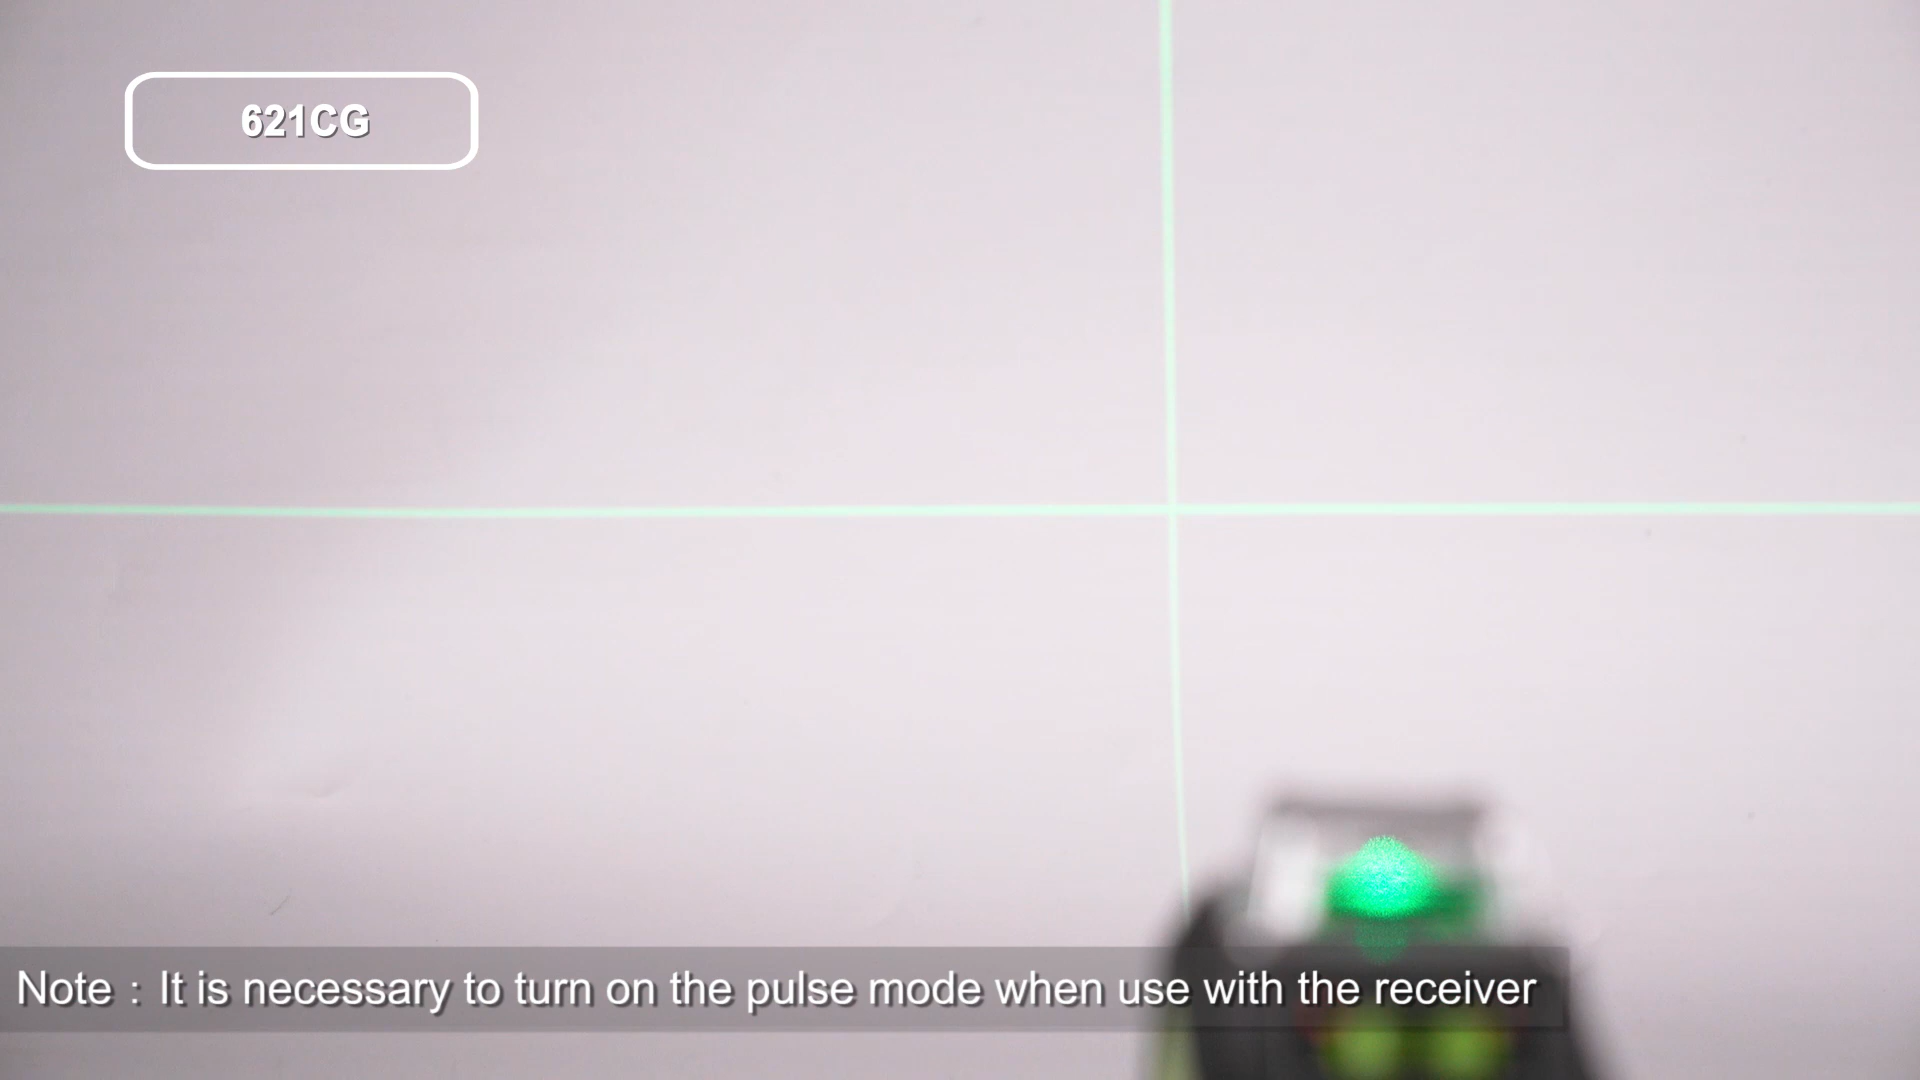 621CG
Note : It is necessary to turn on the pulse mode when use with the receiver